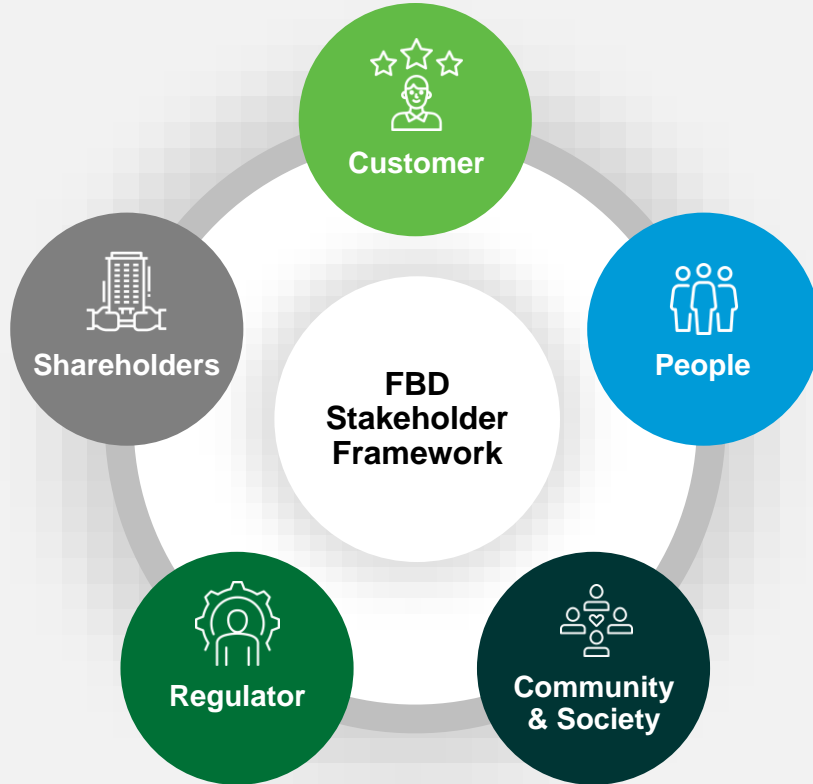 Customer
People
Community
& Society
Regulator
Shareholders
FBD
Stakeholder
Framework